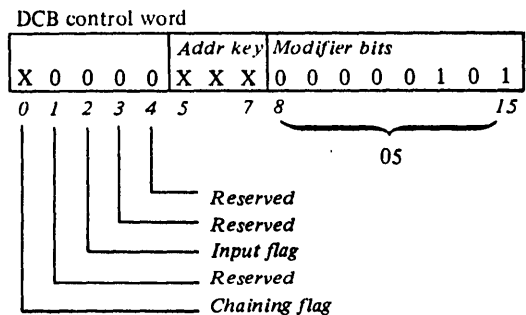 DCB control word
Addr key Modifier bits
X 0 0 0 0 X X X 0 0 0 0 0 1 0 1
0 1 2 3 4 5 7 8 15
05
Reserved
Reserved
Input flag
Reserved
Chaining flag